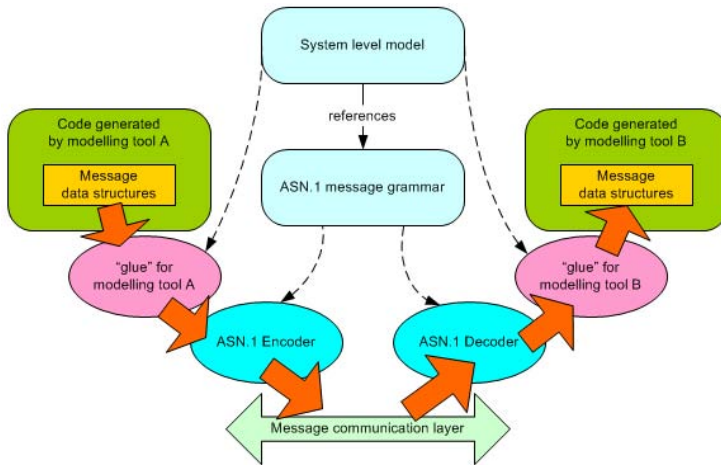 System level model
references
ASN.1 message grammar
Code generated
by modelling tool A
Message
data structures
"glue" for
modelling tool A
ASN.1 Encoder
Code generated
by modelling tool B
Message
data structures
"glue" for
modelling tool B
ASN.1 Decoder
Message communication layer